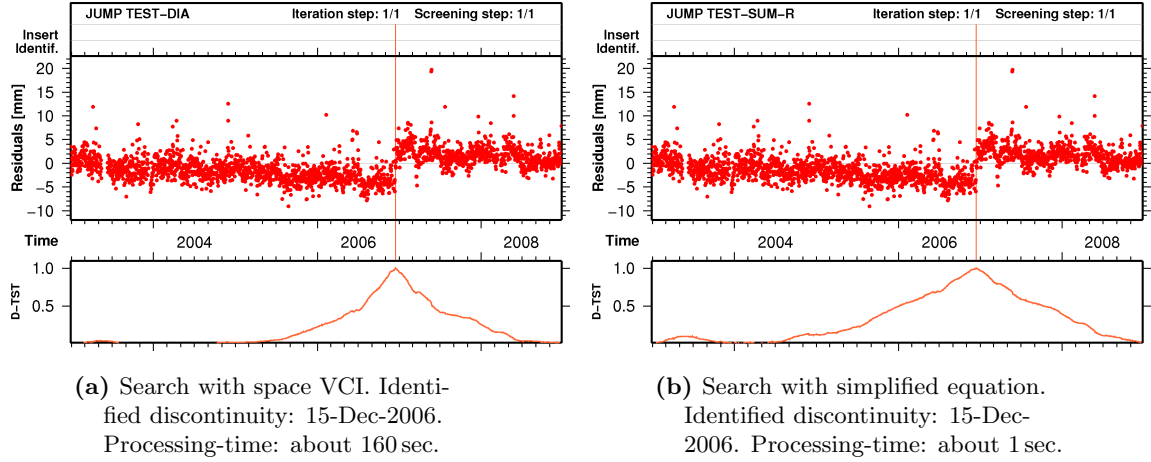 JUMP TEST-DIA Iteration step: 1/1 Screening step: 1/1
Insert
Identif.
20
15
10
5
0
−5
−10
Residuals [mm]
Time 2004 2006 2008
1.0
0.5
D-TST
(a) Search with space VCI. Identi-
fied discontinuity: 15-Dec-2006.
Processing-time: about 160 sec.
JUMP TEST-SUM-R Iteration step: 1/1 Screening step: 1/1
Insert
Identif.
20
15
10
5
0
−5
−10
Residuals [mm]
Time 2004 2006 2008
1.0
0.5
D-TST
(b) Search with simplified equation.
Identified discontinuity: 15-Dec-
2006. Processing-time: about 1 sec.